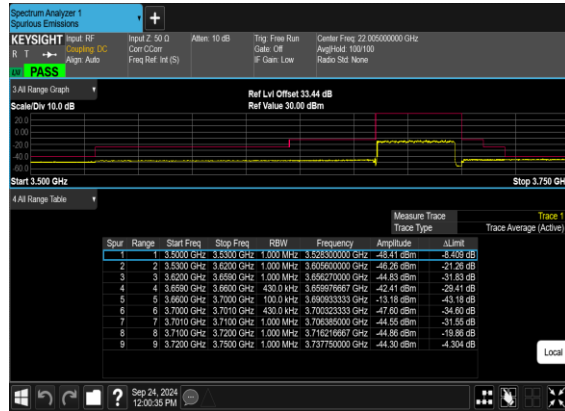 Spectrum Analyzer 1
Spurious Emissions
KEYSIGHT Input: RF Input Z: 50 Ω Atten: 10 dB Trig: Free Run Center Freq: 22.005000000 GHz
R T Coupling: DC Corr CCorr Gate: Off Avg|Hold: 100/100
Align: Auto Freq Ref: Int (S) IF Gain: Low Radio Std: None
PASS
3 All Range Graph Ref Lvl Offset 33.44 dB
Scale/Div 10.0 dB Ref Value 30.00 dBm
20.0
0.00
-20.0
-40.0
-60.0
Start 3.500 GHz Stop 3.750 GH
4 All Range Table
Measure Trace Trace 1
Trace Type Trace Average (Active)
Spur Range Start Freq Stop Freq RBW Frequency Amplitude ΔLimit
1 1 3.5000 GHz 3.5300 GHz 1.000 MHz 3.528300000 GHz -48.41 dBm -8.409 dB
2 2 3.5300 GHz 3.6200 GHz 1.000 MHz 3.605600000 GHz -46.26 dBm -21.26 dB
3 3 3.6200 GHz 3.6590 GHz 1.000 MHz 3.656270000 GHz -44.83 dBm -31.83 dB
4 4 3.6590 GHz 3.6600 GHz 430.0 kHz 3.659976667 GHz -42.41 dBm -29.41 dB
5 5 3.6600 GHz 3.7000 GHz 100.0 kHz 3.690933333 GHz -13.18 dBm -43.18 dB
6 6 3.7000 GHz 3.7010 GHz 430.0 kHz 3.700323333 GHz -47.60 dBm -34.60 dB
7 7 3.7010 GHz 3.7100 GHz 1.000 MHz 3.706385000 GHz -44.55 dBm -31.55 dB
8 8 3.7100 GHz 3.7200 GHz 1.000 MHz 3.716216667 GHz -44.86 dBm -19.86 dB
9 9 3.7200 GHz 3.7500 GHz 1.000 MHz 3.737750000 GHz -44.30 dBm -4.304 dB
Local
Sep 24, 2024
12:00:35 PM